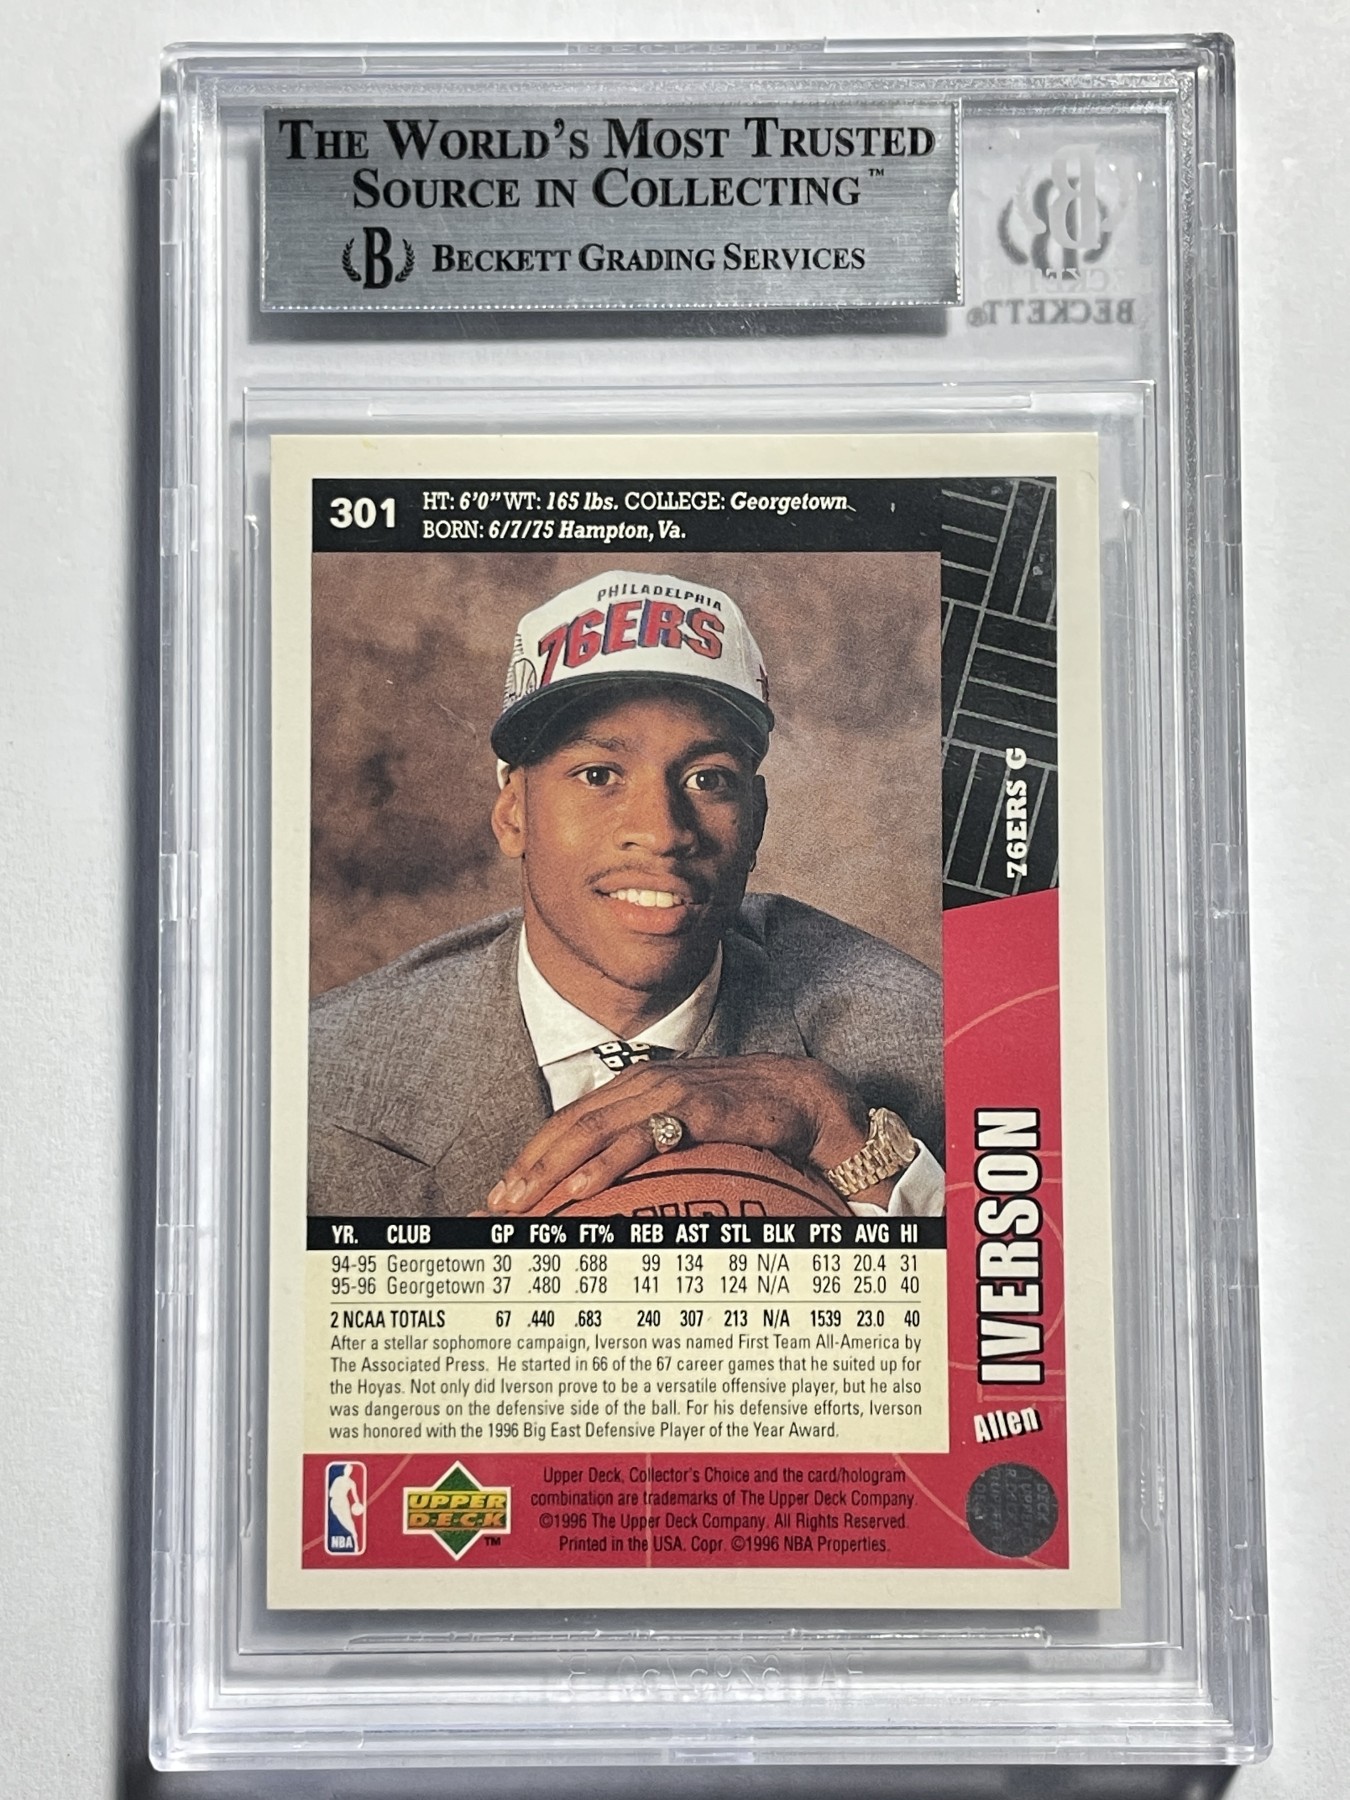 THE WORLD'S MOST TRUSTED
SOURCE IN COLLECTING™
B BECKETT GRADING SERVICES
BECKETT®
301
HT: 6'0" WT: 165 lbs. COLLEGE: Georgetown
BORN: 6/7/75 Hampton, Va.
PHILADELPHIA
76ERS
76ERS G
IVERSON
Allen
YR. CLUB GP FG% FT% REB AST STL BLK PTS AVG HI
94-95 Georgetown 30 .390 .688 99 134 89 N/A 613 20.4 31
95-96 Georgetown 37 .480 .678 141 173 124 N/A 926 25.0 40
2 NCAA TOTALS 67 .440 .683 240 307 213 N/A 1539 23.0 40
After a stellar sophomore campaign, Iverson was named First Team All-America by
The Associated Press. He started in 66 of the 67 career games that he suited up for
the Hoyas. Not only did Iverson prove to be a versatile offensive player, but he also
was dangerous on the defensive side of the ball. For his defensive efforts, Iverson
was honored with the 1996 Big East Defensive Player of the Year Award.
NBA
UPPER
D·E·C·K
™
Upper Deck, Collector's Choice and the card/hologram
combination are trademarks of The Upper Deck Company.
©1996 The Upper Deck Company. All Rights Reserved.
Printed in the USA. Copr. ©1996 NBA Properties.